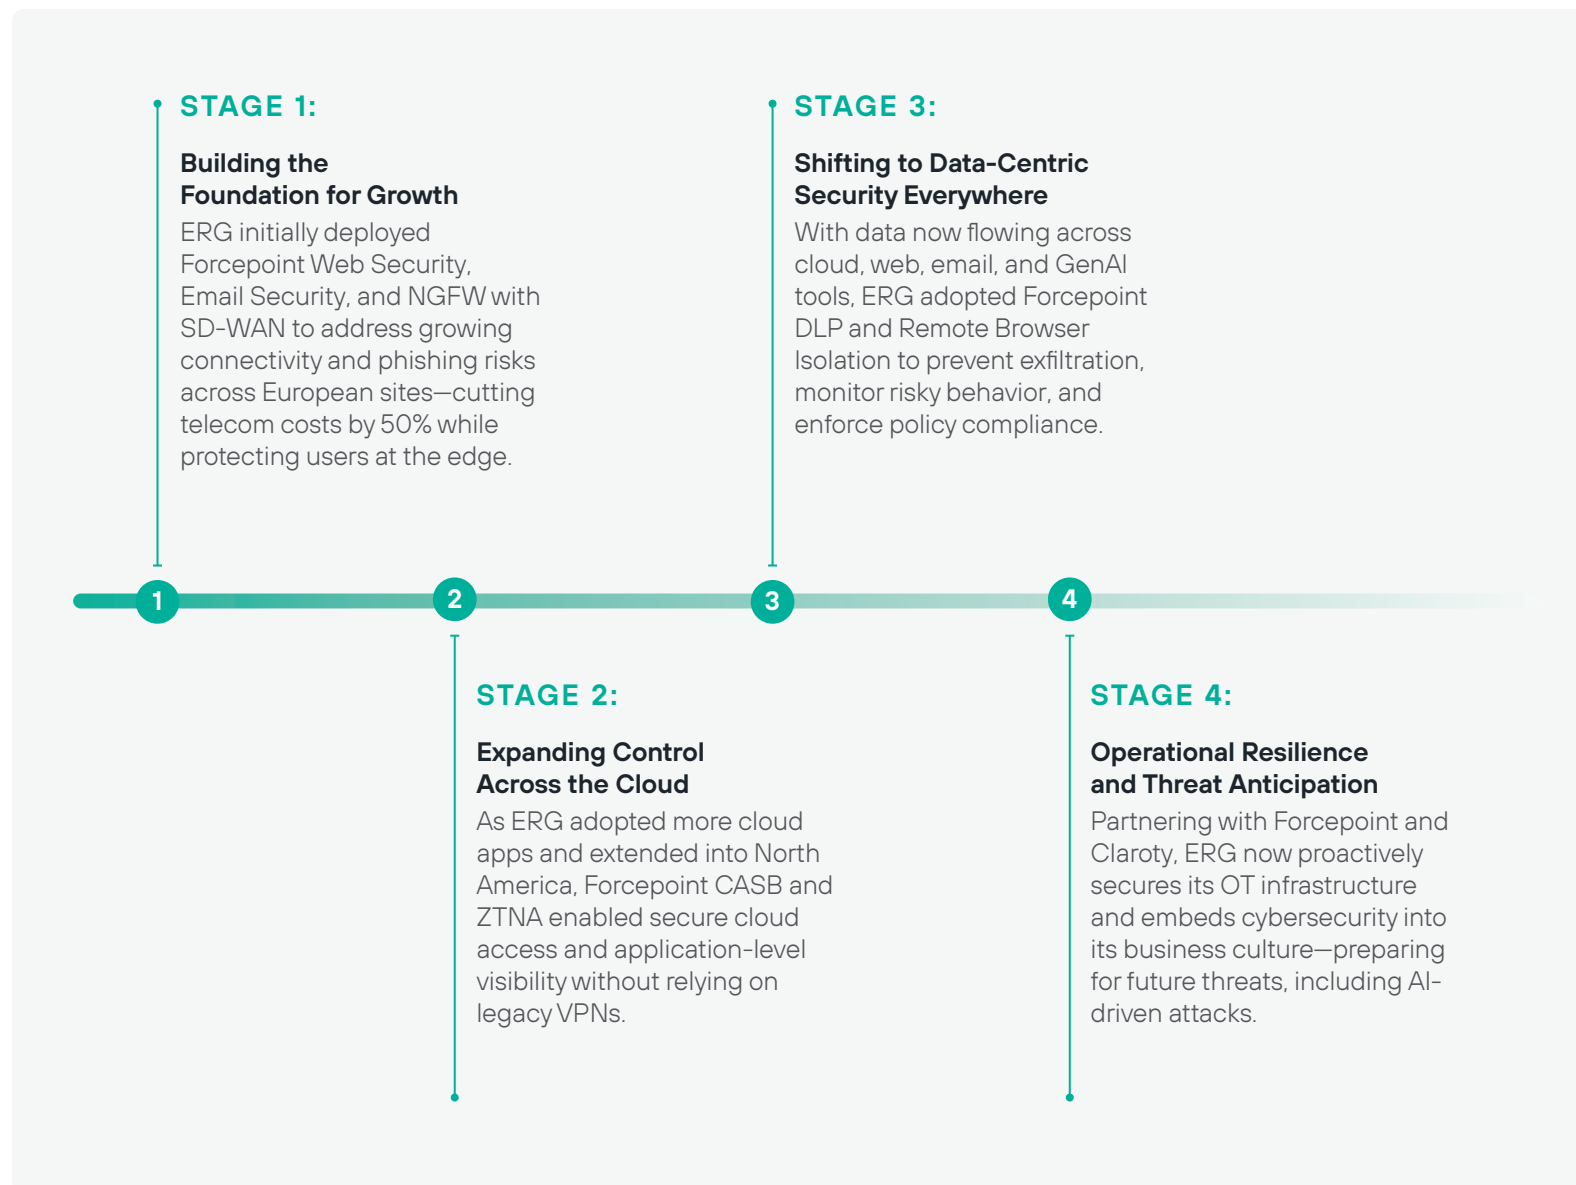 STAGE 1:
Building the
Foundation for Growth
ERG initially deployed
Forcepoint Web Security,
Email Security, and NGFW with
SD-WAN to address growing
connectivity and phishing risks
across European sites—cutting
telecom costs by 50% while
protecting users at the edge.
STAGE 3:
Shifting to Data-Centric
Security Everywhere
With data now flowing across
cloud, web, email, and GenAI
tools, ERG adopted Forcepoint
DLP and Remote Browser
Isolation to prevent exfiltration,
monitor risky behavior, and
enforce policy compliance.
1
2
3
4
STAGE 2:
Expanding Control
Across the Cloud
As ERG adopted more cloud
apps and extended into North
America, Forcepoint CASB and
ZTNA enabled secure cloud
access and application-level
visibility without relying on
legacy VPNs.
STAGE 4:
Operational Resilience
and Threat Anticipation
Partnering with Forcepoint and
Claroty, ERG now proactively
secures its OT infrastructure
and embeds cybersecurity into
its business culture—preparing
for future threats, including AI-
driven attacks.